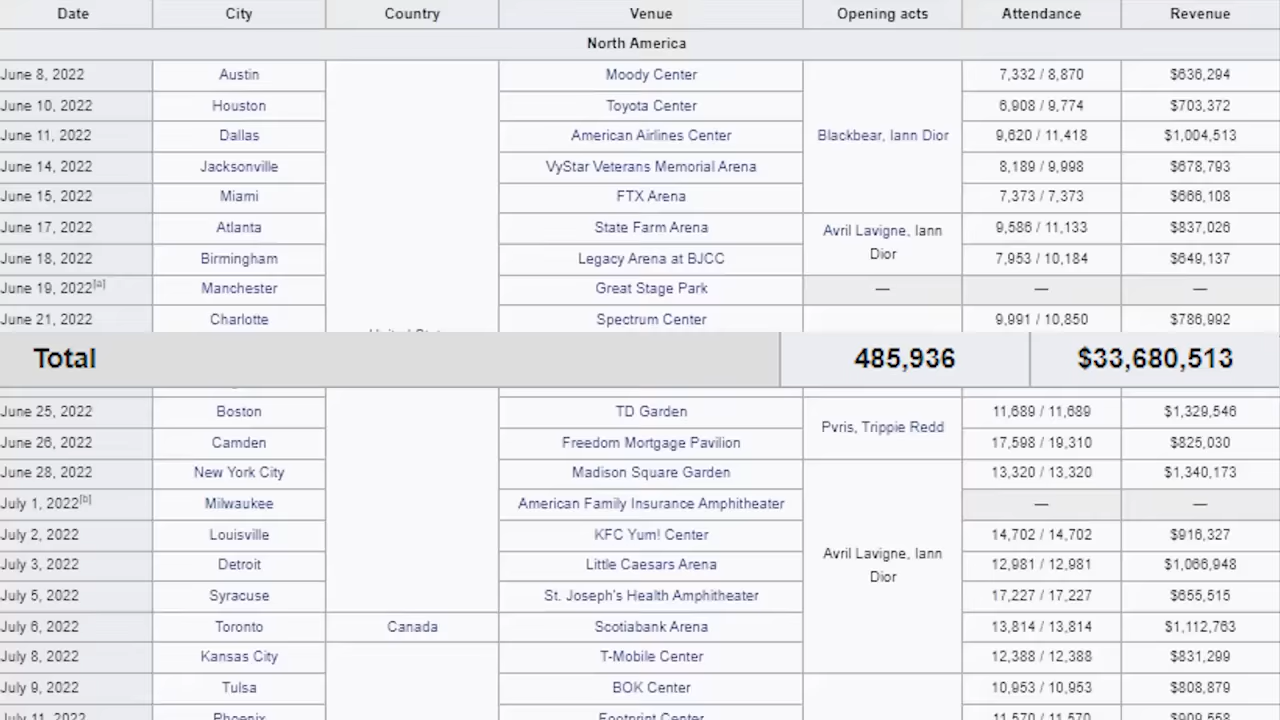 Date City Country Venue Opening acts Attendance Revenue
North America
June 8, 2022 Austin Moody Center 7,332 / 8,870 $636,294
June 10, 2022 Houston Toyota Center 6,908 / 9,774 $703,372
June 11, 2022 Dallas American Airlines Center Blackbear, Iann Dior 9,620 / 11,418 $1,004,513
June 14, 2022 Jacksonville VyStar Veterans Memorial Arena 8,189 / 9,998 $678,793
June 15, 2022 Miami FTX Arena 7,373 / 7,373 $666,108
June 17, 2022 Atlanta State Farm Arena Avril Lavigne, Iann Dior 9,586 / 11,133 $837,026
June 18, 2022 Birmingham Legacy Arena at BJCC 7,953 / 10,184 $649,137
June 19, 2022[a] Manchester Great Stage Park — — —
June 21, 2022 Charlotte Spectrum Center 9,991 / 10,850 $786,992
Total 485,936 $33,680,513
June 25, 2022 Boston TD Garden Pvris, Trippie Redd 11,689 / 11,689 $1,329,546
June 26, 2022 Camden Freedom Mortgage Pavilion 17,598 / 19,310 $825,030
June 28, 2022 New York City Madison Square Garden 13,320 / 13,320 $1,340,173
July 1, 2022[b] Milwaukee American Family Insurance Amphitheater — —
July 2, 2022 Louisville KFC Yum! Center 14,702 / 14,702 $916,327
July 3, 2022 Detroit Little Caesars Arena Avril Lavigne, Iann Dior 12,981 / 12,981 $1,066,948
July 5, 2022 Syracuse St. Joseph's Health Amphitheater 17,227 / 17,227 $655,515
July 6, 2022 Toronto Canada Scotiabank Arena 13,814 / 13,814 $1,112,763
July 8, 2022 Kansas City T-Mobile Center 12,388 / 12,388 $831,299
July 9, 2022 Tulsa BOK Center 10,953 / 10,953 $808,879
July 11, 2022 Phoenix Footprint Center 11,570 / 11,570 $909,558